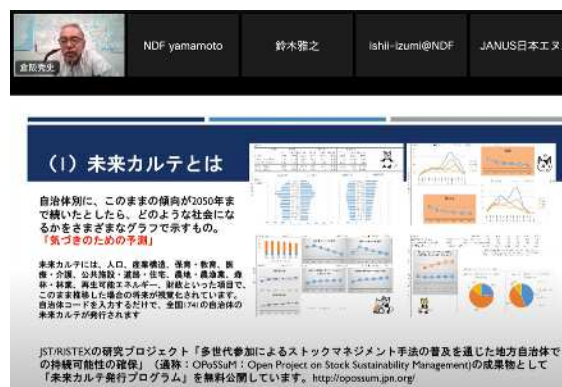 倉阪秀史
NDF yamamoto
鈴木雅之
ishii-izumi@NDF
JANUS日本エヌ
(1) 未来カルテとは
自治体別に、このままの傾向が2050年ま
で続いたとしたら、どのような社会にな
るかをさまざまなグラフで示すもの。
「気づきのための予測」
未来カルテには、人口、産業構造、保育・教育、医
療・介護、公共施設・道路・住宅、農地・農漁業、森
林・林業、再生可能エネルギー、財政といった項目で、
このまま推移した場合の将来が視覚化されています。
自治体コードを入力するだけで、全国1741の自治体の
未来カルテが発行されます
JST/RISTEXの研究プロジェクト「多世代参加によるストックマネジメント手法の普及を通じた地方自治体で
の持続可能性の確保」（通称：OPoSSuM：Open Project on Stock Sustainability Management)の成果物として
「未来カルテ発行プログラム」を無料公開しています。http://opossum.jpn.org/